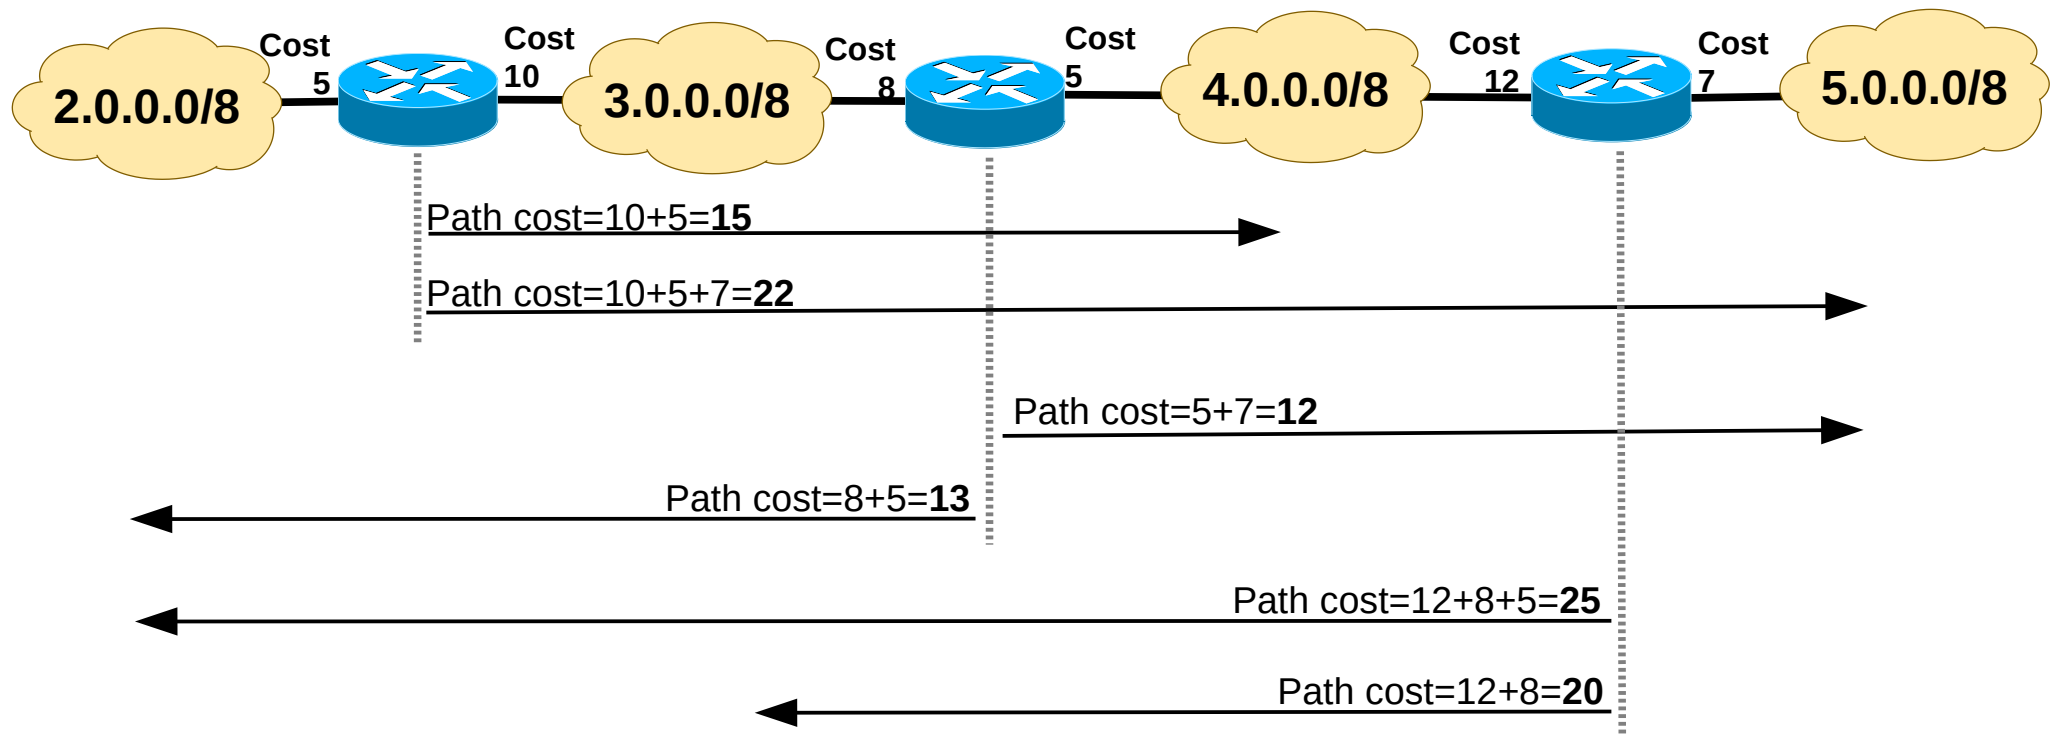 Cost
5
Cost
10
Cost
8
Cost
5
Cost
12
Cost
7
2.0.0.0/8
3.0.0.0/8
4.0.0.0/8
5.0.0.0/8
Path cost=10+5=15
Path cost=10+5+7=22
Path cost=5+7=12
Path cost=8+5=13
Path cost=12+8+5=25
Path cost=12+8=20